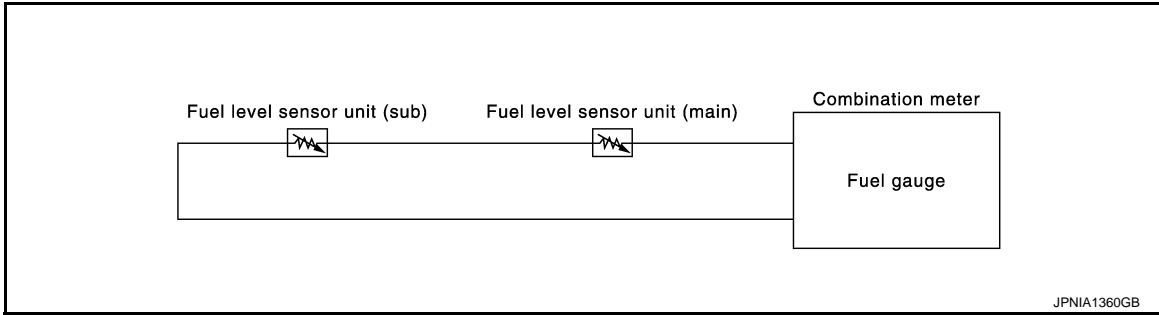 Combination meter
Fuel level sensor unit (sub)
Fuel level sensor unit (main)
Fuel gauge
JPNIA1360GB